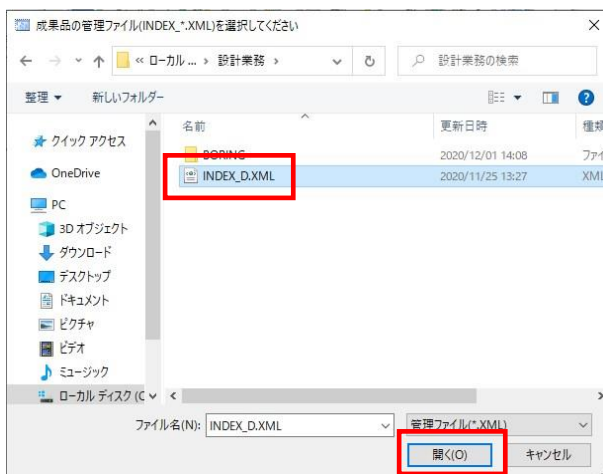 成果品の管理ファイル(INDEX_*.XML)を選択してください
« ローカル ... › 設計業務 ›
設計業務の検索
整理 新しいフォルダー
名前 更新日時 種類
BORING 2020/12/01 14:08 ファイ
INDEX_D.XML 2020/11/25 13:27 XML
クイック アクセス
OneDrive
PC
3D オブジェクト
ダウンロード
デスクトップ
ドキュメント
ピクチャ
ビデオ
ミュージック
ローカル ディスク (C
ファイル名(N): INDEX_D.XML 管理ファイル(*.XML)
開く(O) キャンセル